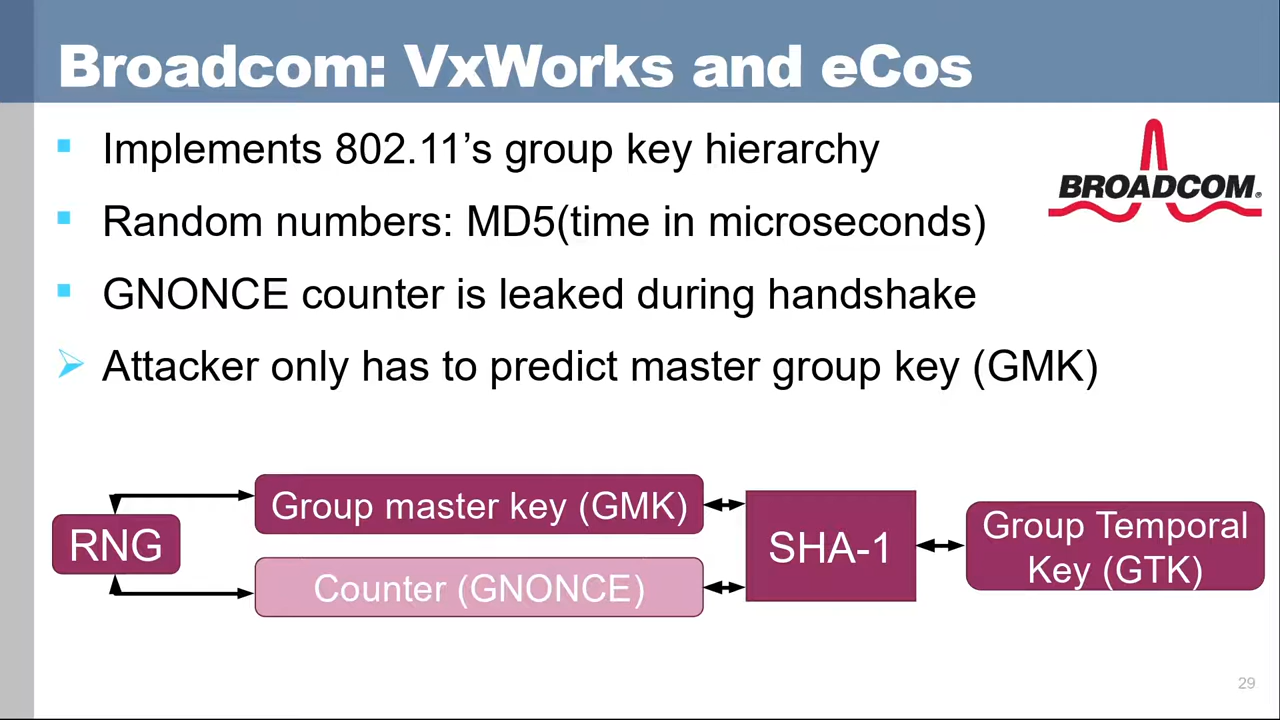 Broadcom: VxWorks and eCos
Implements 802.11’s group key hierarchy
BROADCOM®
Random numbers: MD5(time in microseconds)
GNONCE counter is leaked during handshake
Attacker only has to predict master group key (GMK)
RNG
Group master key (GMK)
Counter (GNONCE)
SHA-1
Group Temporal
Key (GTK)
29